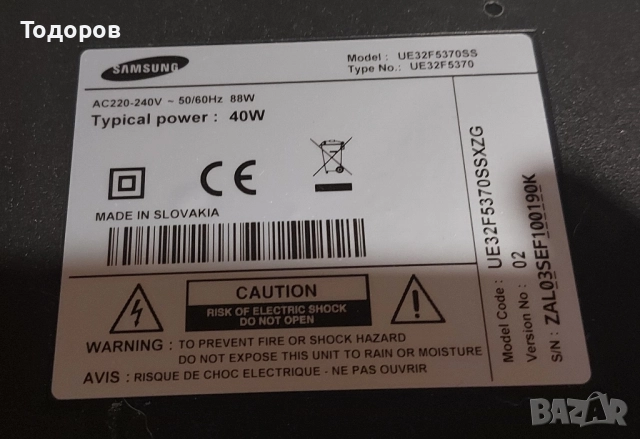 Тодоров
SAMSUNG
Model : UE32F5370SS
Type No.: UE32F5370
AC220-240V ~ 50/60Hz 88W
Typical power : 40W
CE
MADE IN SLOVAKIA
CAUTION
RISK OF ELECTRIC SHOCK
DO NOT OPEN
WARNING : TO PREVENT FIRE OR SHOCK HAZARD
DO NOT EXPOSE THIS UNIT TO RAIN OR MOISTURE
AVIS : RISQUE DE CHOC ELECTRIQUE - NE PAS OUVRIR
Model Code : UE32F5370SSXZG
Version No : 02
S/N : ZAL03SEF100190K
BAZAR